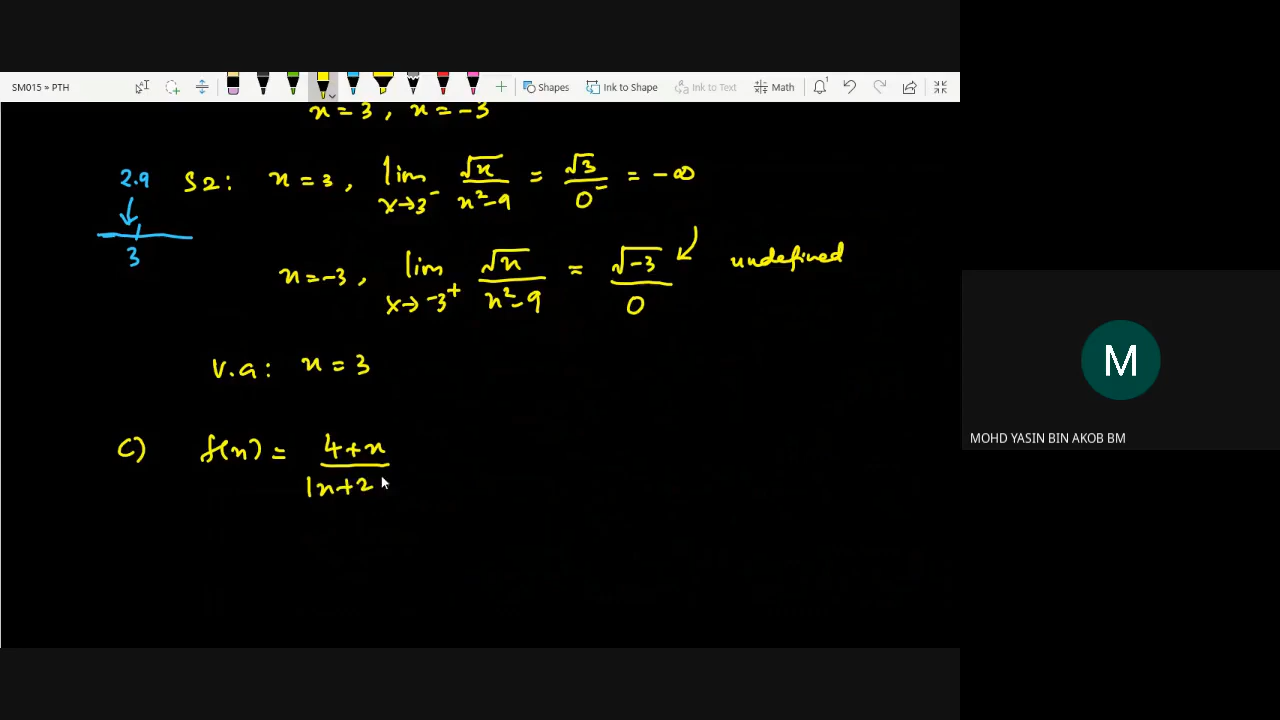 SM015 » PTH Shapes Ink to Shape Ink to Text Math
x = 3 , x = -3
2.9 S2: x = 3 , lim x→3⁻ √x / x²-9 = √3 / 0⁻ = -∞
3
x = -3 , lim x→-3⁺ √x / x²-9 = √-3 / 0 undefined
V.a: x = 3
C) f(x) = 4+x / |x+2
M
MOHD YASIN BIN AKOB BM